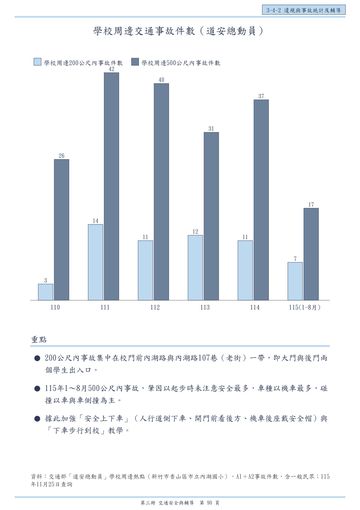 3-4-2 違規與事故統計及輔導
學校周邊交通事故件數（道安總動員）
學校周邊200公尺內事故件數 學校周邊500公尺內事故件數
3 26 14 42 11 40 12 31 11 37 7 17
110 111 112 113 114 115(1-8月)
重點
● 200公尺內事故集中在校門前內湖路與內湖路107巷（老街）一帶，即大門與後門兩
個學生出入口。
● 115年1～8月500公尺內事故，肇因以起步時未注意安全最多，車種以機車最多，碰
撞以車與車側撞為主。
● 據此加強「安全上下車」（人行道側下車、開門前看後方、機車後座戴安全帽）與
「下車步行到校」教學。
資料：交通部「道安總動員」學校周邊熱點（新竹市香山區市立內湖國小），A1＋A2事故件數，含一般民眾；115
年11月25日查詢
第三冊 交通安全與輔導 第 95 頁